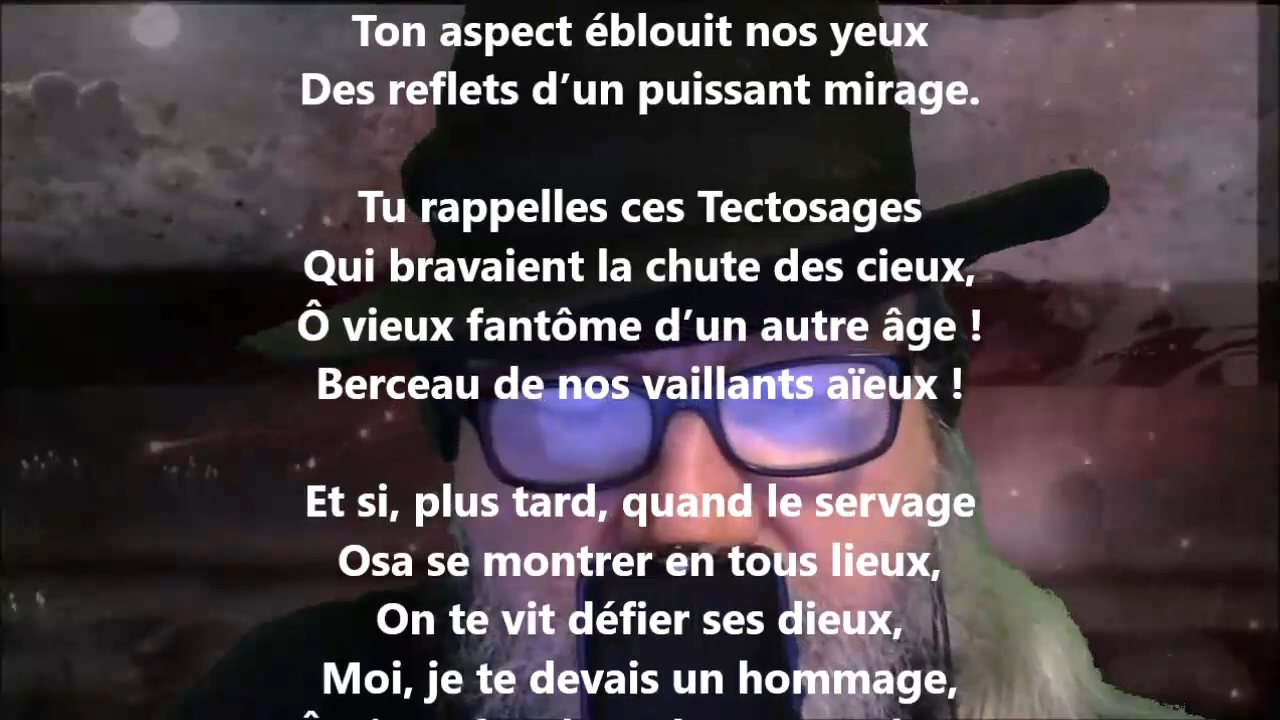 Ton aspect éblouit nos yeux
Des reflets d’un puissant mirage.
Tu rappelles ces Tectosages
Qui bravaient la chute des cieux,
Ô vieux fantôme d’un autre âge !
Berceau de nos vaillants aïeux !
Et si, plus tard, quand le servage
Osa se montrer en tous lieux,
On te vit défier ses dieux,
Moi, je te devais un hommage,